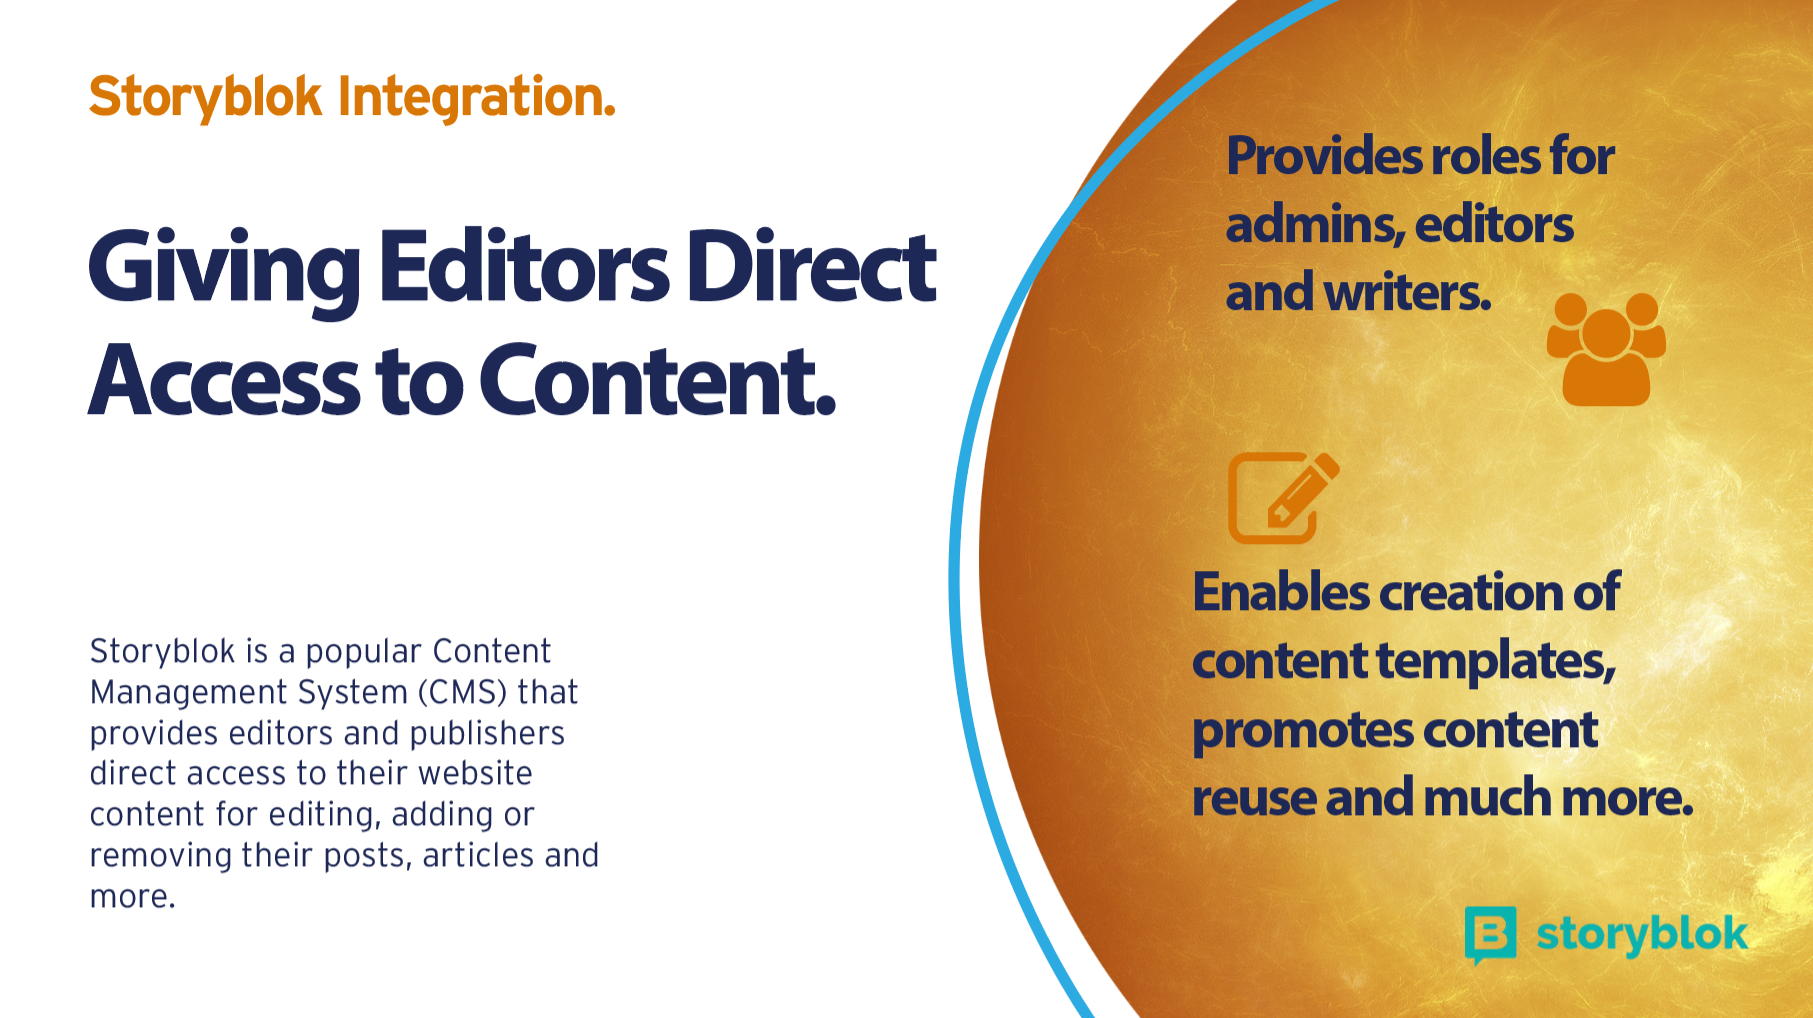 Storyblok Integration.
Giving Editors Direct
Access to Content.
Storyblok is a popular Content
Management System (CMS) that
provides editors and publishers
direct access to their website
content for editing, adding or
removing their posts, articles and
more.
Provides roles for
admins, editors
and writers.
Enables creation of
content templates,
promotes content
reuse and much more.
storyblok